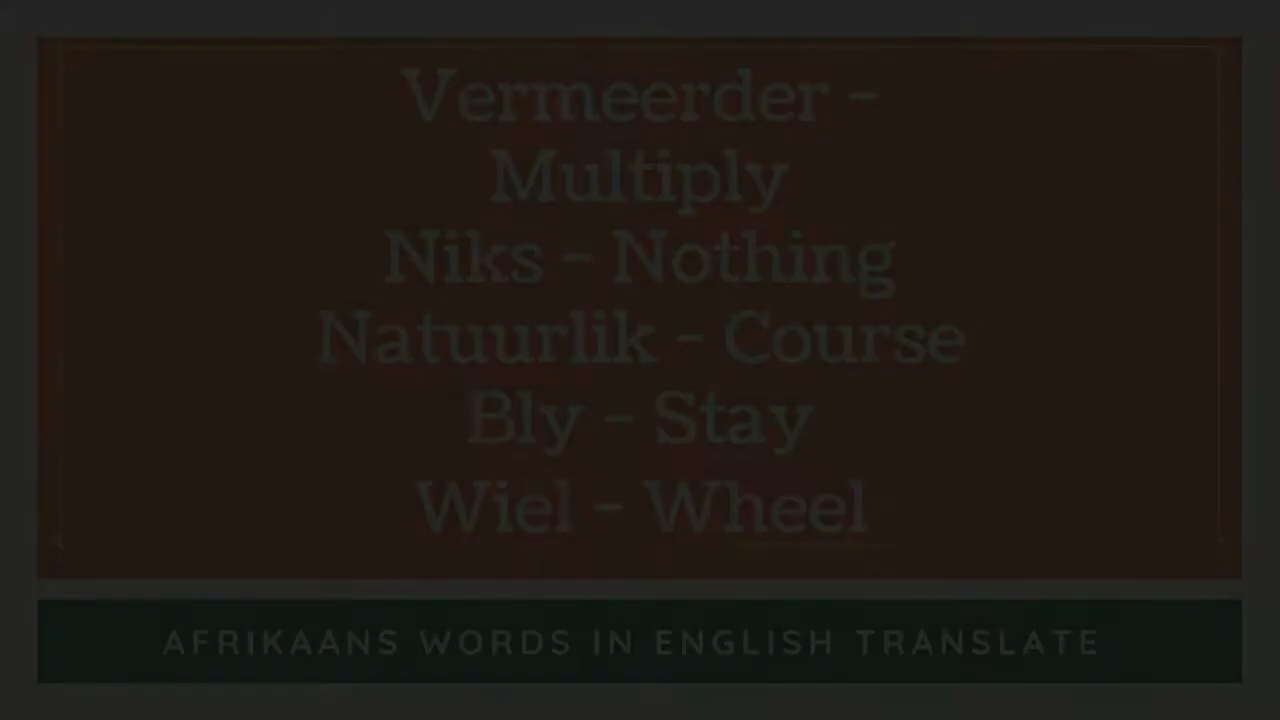 Vermeerder -
Multiply
Niks - Nothing
Natuurlik - Course
Bly - Stay
Wiel - Wheel
AFRIKAANS WORDS IN ENGLISH TRANSLATE